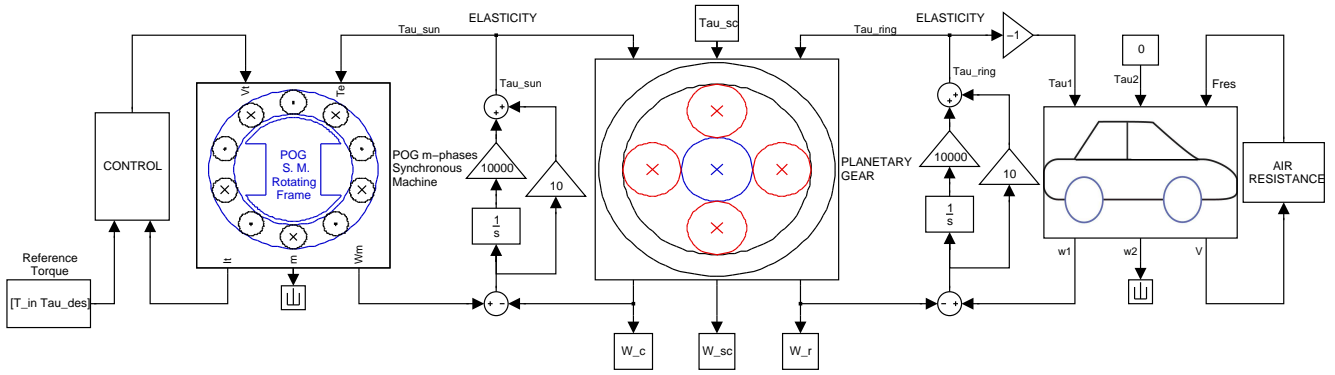 ELASTICITY
Tau_sc
ELASTICITY
Tau_sun
Tau_ring
−1
0
Vt
Te
Tau_sun
Tau_ring
Tau1
Tau2
Fres
+
+
+
+
CONTROL
POG
S. M.
Rotating
Frame
POG m−phases
Synchronous
Machine
10000
10
PLANETARY
GEAR
10000
10
AIR
RESISTANCE
1
s
1
s
It
m
Wm
w1
w2
V
Reference
Torque
[T_in Tau_des]
+ −
− +
W_c
W_sc
W_r